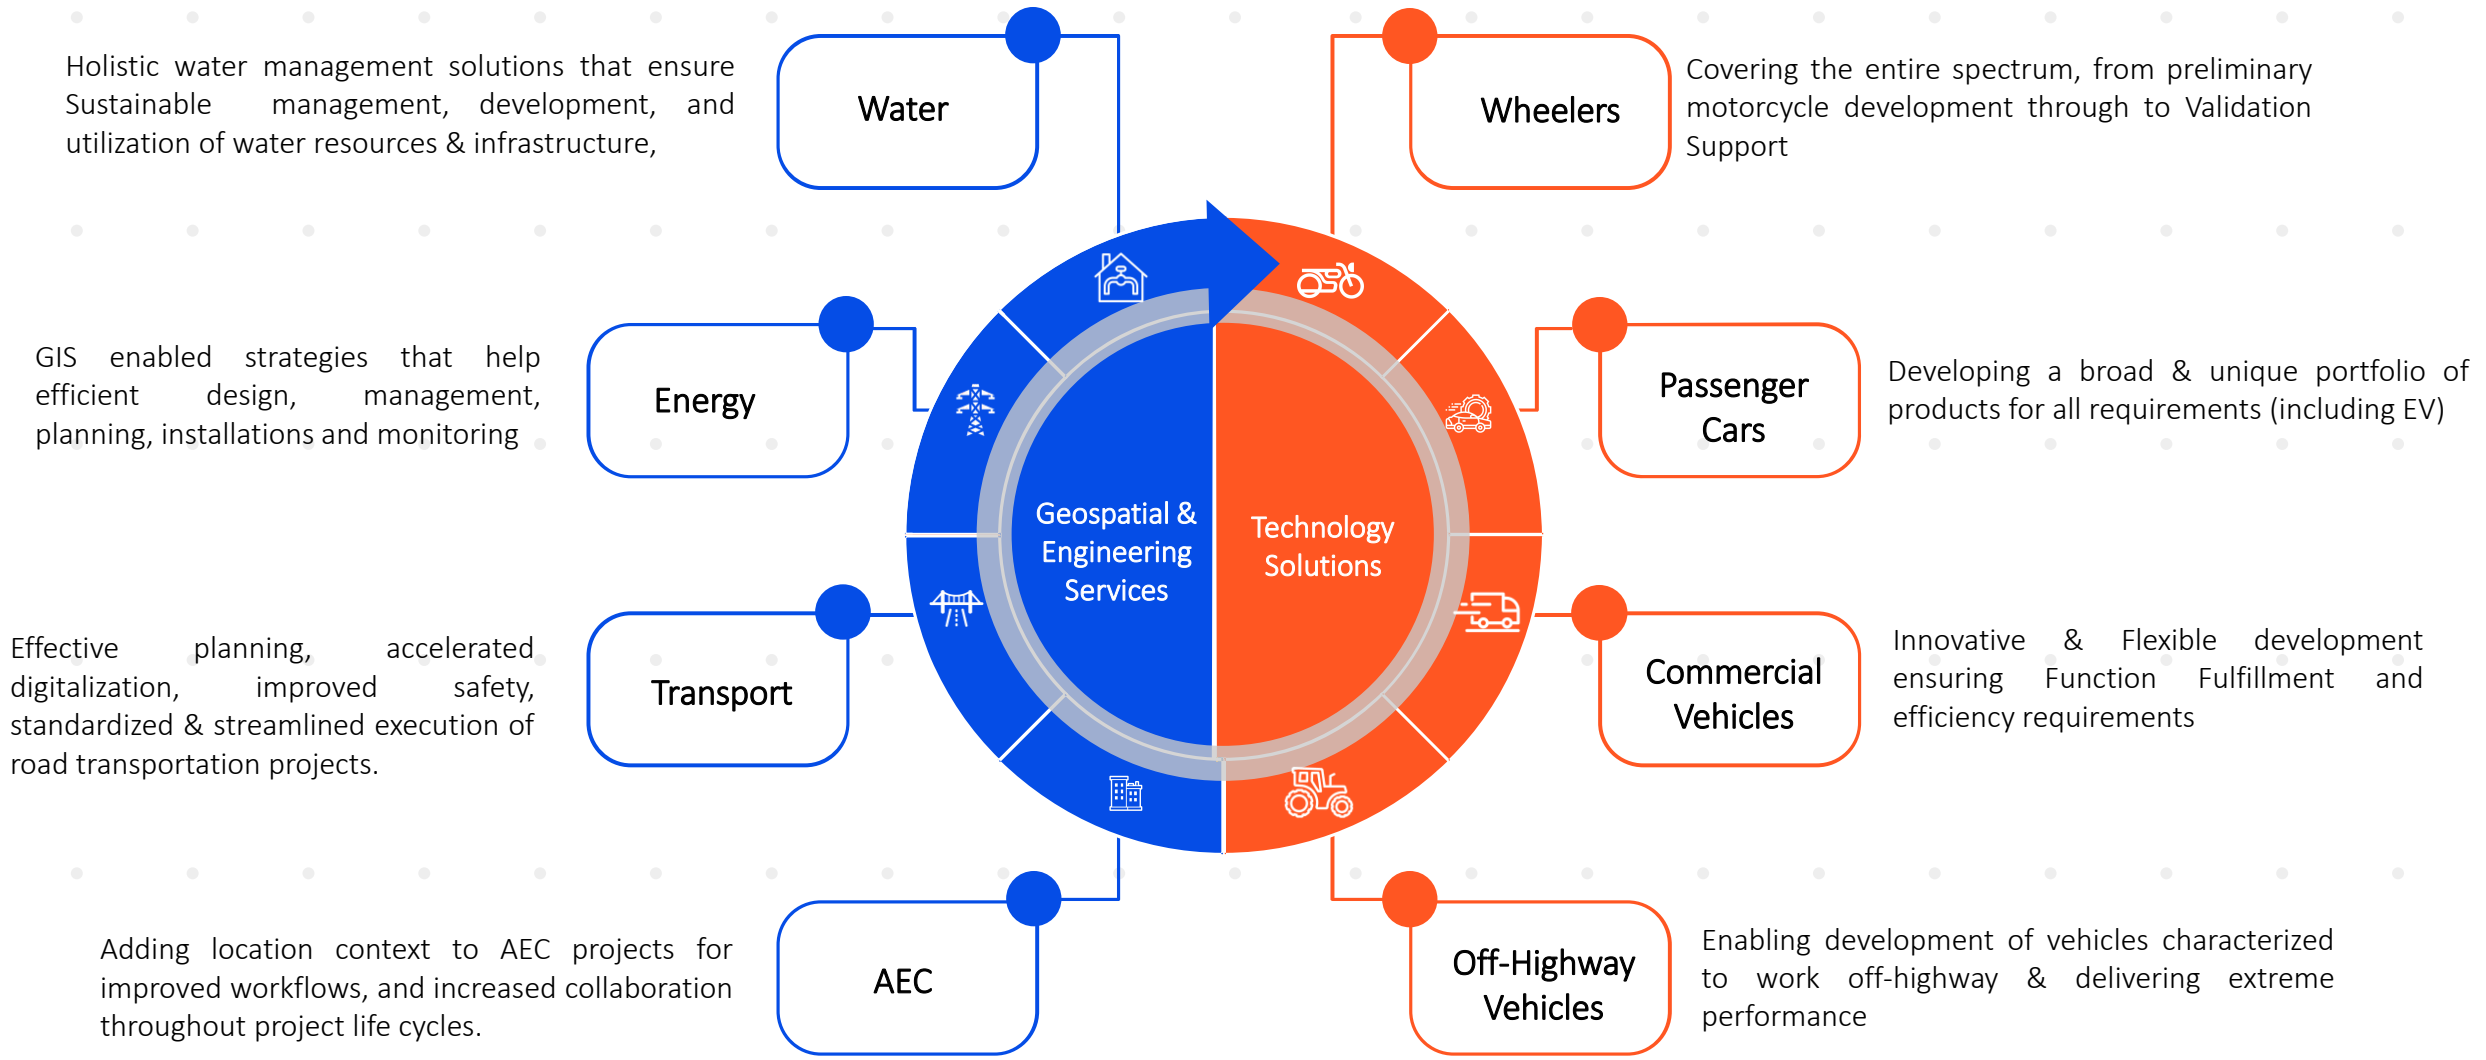 Holistic water management solutions that ensure
Sustainable management, development, and
utilization of water resources & infrastructure,
Water
Wheelers
Covering the entire spectrum, from preliminary
motorcycle development through to Validation
Support
GIS enabled strategies that help
efficient design, management,
planning, installations and monitoring
Energy
Passenger
Cars
Developing a broad & unique portfolio of
products for all requirements (including EV)
Geospatial &
Engineering
Services
Technology
Solutions
Effective planning, accelerated
digitalization, improved safety,
standardized & streamlined execution of
road transportation projects.
Transport
Commercial
Vehicles
Innovative & Flexible development
ensuring Function Fulfillment and
efficiency requirements
Adding location context to AEC projects for
improved workflows, and increased collaboration
throughout project life cycles.
AEC
Off-Highway
Vehicles
Enabling development of vehicles characterized
to work off-highway & delivering extreme
performance